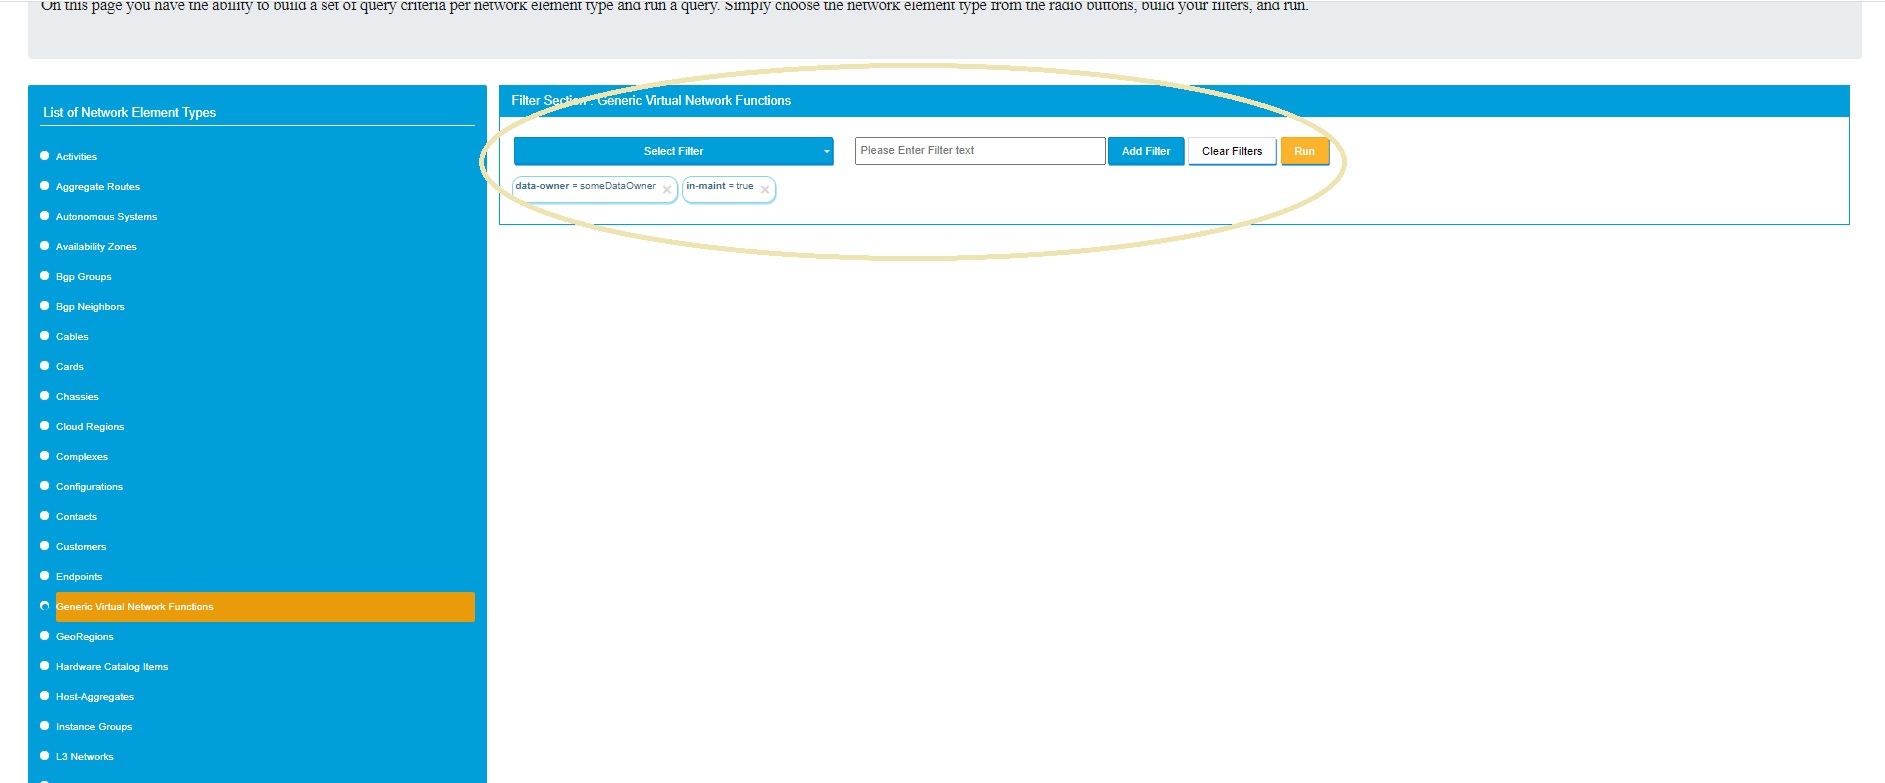 On this page you have the ability to build a set of query criteria per network element type and run a query. Simply choose the network element type from the radio buttons, build your filters, and run.
List of Network Element Types
Activities
Aggregate Routes
Autonomous Systems
Availability Zones
Bgp Groups
Bgp Neighbors
Cables
Cards
Chassies
Cloud Regions
Complexes
Configurations
Contacts
Customers
Endpoints
Generic Virtual Network Functions
GeoRegions
Hardware Catalog Items
Host-Aggregates
Instance Groups
L3 Networks
Filter Section : Generic Virtual Network Functions
Select Filter Please Enter Filter text Add Filter Clear Filters Run
data-owner = someDataOwner × in-maint = true ×